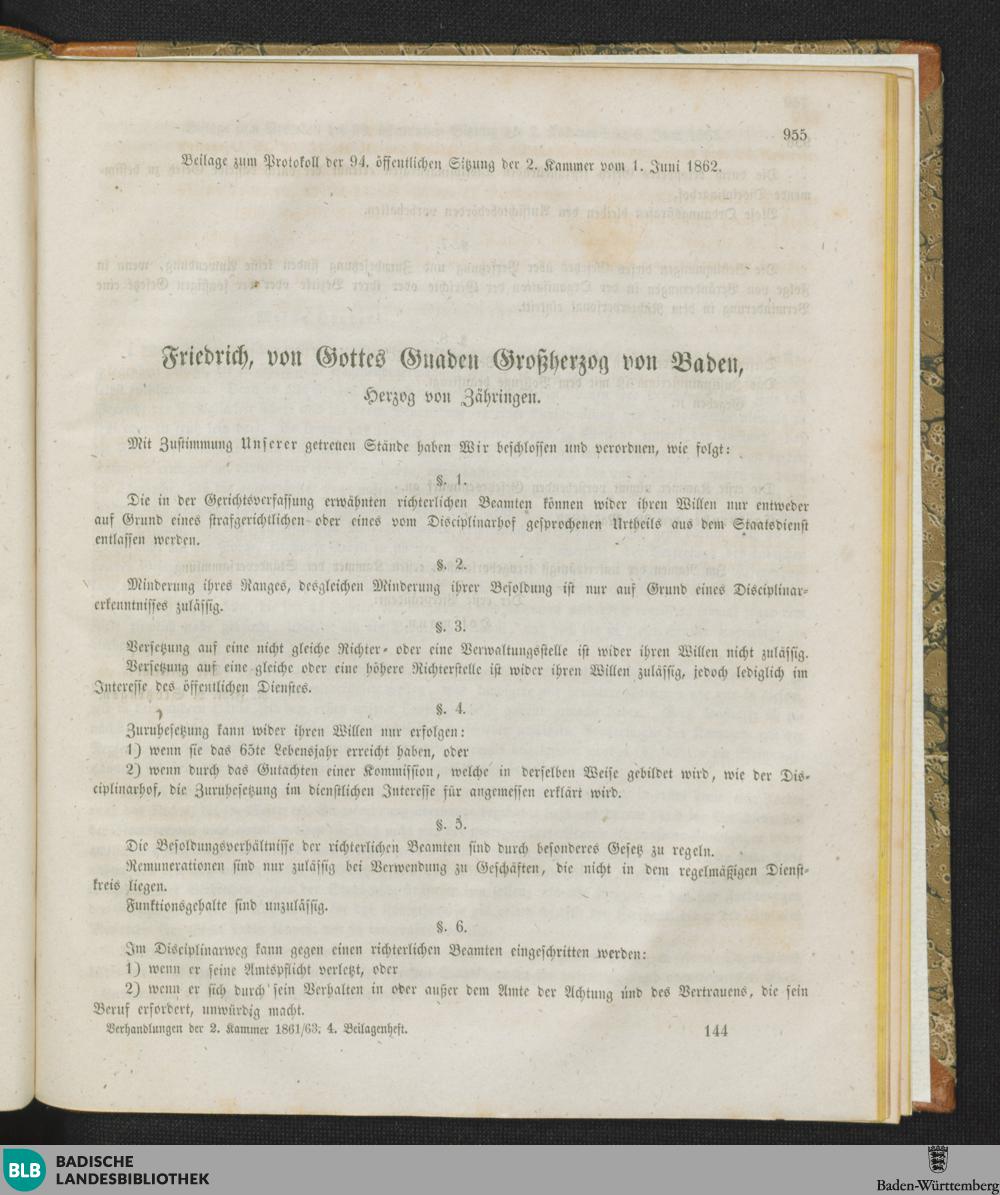 955
Beilage zum Protokoll der 94. öffentlichen Sitzung der 2. Kammer vom 1. Juni 1862.
Friedrich, von Gottes Gnaden Großherzog von Baden,
Herzog von Zähringen.
Mit Zustimmung Unserer getreuen Stände haben Wir beschlossen und verordnen, wie folgt:
§. 1.
Die in der Gerichtsverfassung erwähnten richterlichen Beamten können wider ihren Willen nur entweder
auf Grund eines strafgerichtlichen oder eines vom Disciplinarhof gesprochenen Urtheils aus dem Staatsdienst
entlassen werden.
§. 2.
Minderung ihres Ranges, desgleichen Minderung ihrer Besoldung ist nur auf Grund eines Disciplinar-
erkenntnisses zulässig.
§. 3.
Versetzung auf eine nicht gleiche Richter- oder eine Verwaltungsstelle ist wider ihren Willen nicht zulässig.
Versetzung auf eine gleiche oder eine höhere Richterstelle ist wider ihren Willen zulässig, jedoch lediglich im
Interesse des öffentlichen Dienstes.
§. 4.
Zuruhesetzung kann wider ihren Willen nur erfolgen:
1) wenn sie das 65te Lebensjahr erreicht haben, oder
2) wenn durch das Gutachten einer Kommission, welche in derselben Weise gebildet wird, wie der Dis-
ciplinarhof, die Zuruhesetzung im dienstlichen Interesse für angemessen erklärt wird.
§. 5.
Die Besoldungsverhältnisse der richterlichen Beamten sind durch besonderes Gesetz zu regeln.
Remunerationen sind nur zulässig bei Verwendung zu Geschäften, die nicht in dem regelmäßigen Dienst-
kreis liegen.
Funktionsgehalte sind unzulässig.
§. 6.
Im Disciplinarweg kann gegen einen richterlichen Beamten eingeschritten werden:
1) wenn er seine Amtspflicht verletzt, oder
2) wenn er sich durch sein Verhalten in oder außer dem Amte der Achtung und des Vertrauens, die sein
Beruf erfordert, unwürdig macht.
Verhandlungen der 2. Kammer 1861/63. 4. Beilagenheft. 144
BLB BADISCHE
LANDESBIBLIOTHEK
Baden-Württemberg